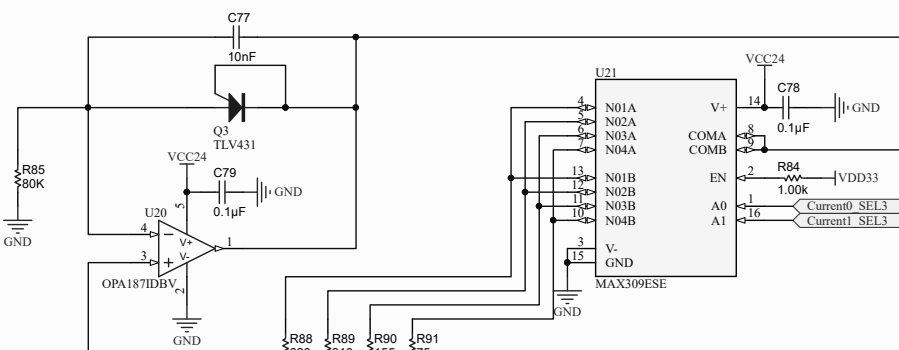 C77
10nF
Q3
TLV431
R85
80K
GND
VCC24
C79
0.1µF
GND
5
U20
4
3
V+
V-
1
2
OPA187IDBV
GND
R88
R89
R90
R91
U21
4
5
6
7
13
12
11
10
3
15
N01A
N02A
N03A
N04A
N01B
N02B
N03B
N04B
V-
GND
V+
COMA
COMB
EN
A0
A1
14
8
9
2
1
16
MAX309ESE
GND
VCC24
C78
0.1µF
GND
R84
1.00k
VDD33
Current0_SEL3
Current1_SEL3